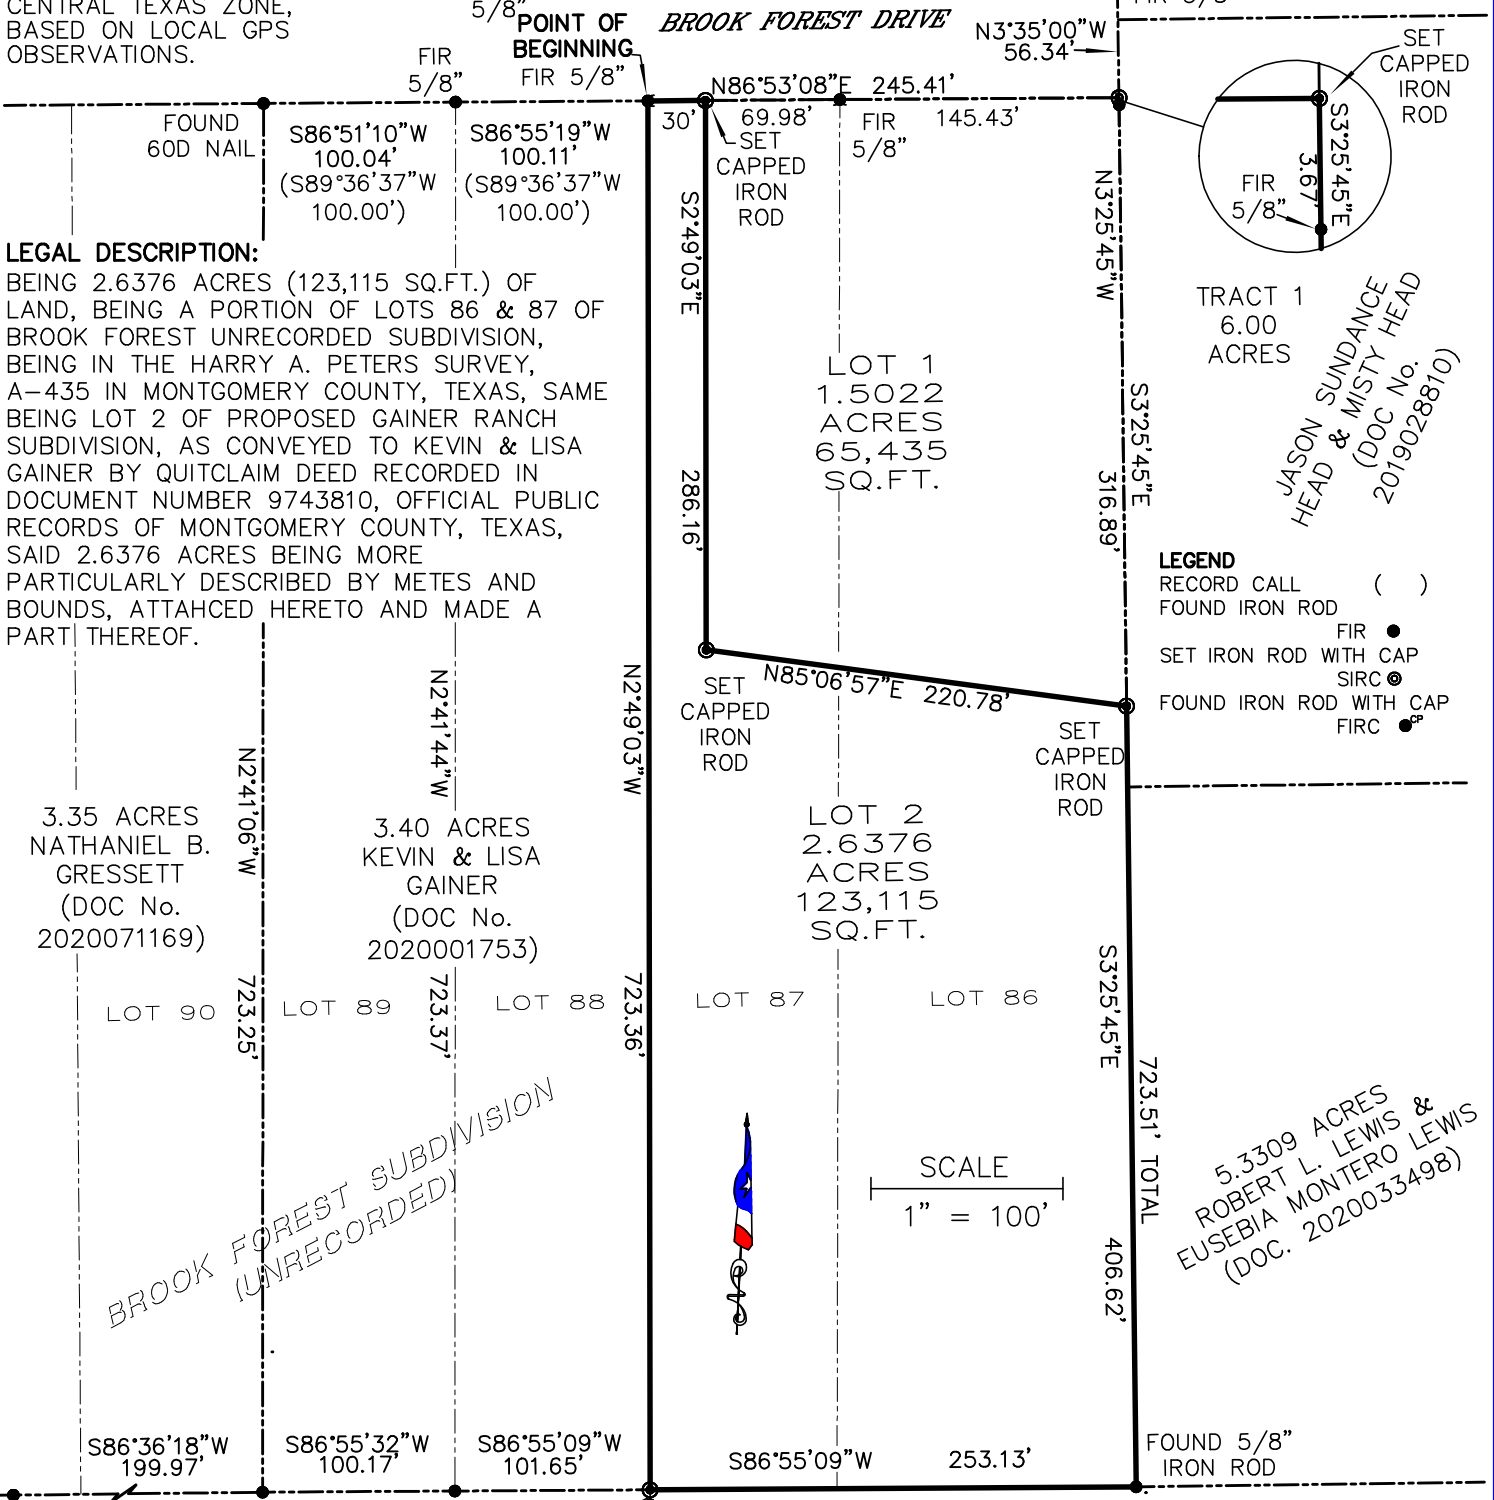 CENTRAL TEXAS ZONE,
BASED ON LOCAL GPS
OBSERVATIONS.
5/8"
POINT OF
BEGINNING
BROOK FOREST DRIVE
N3°35'00"W
56.34'
FIR
5/8"
FIR 5/8"
N86°53'08"E 245.41'
30'
69.98'
FIR
5/8"
145.43'
SET
CAPPED
IRON
ROD
FOUND
60D NAIL
S86°51'10"W
100.04'
(S89°36'37"W
100.00')
S86°55'19"W
100.11'
(S89°36'37"W
100.00')
SET
CAPPED
IRON
ROD
S3°25'45"E
3.67'
FIR
5/8"
LEGAL DESCRIPTION:
BEING 2.6376 ACRES (123,115 SQ.FT.) OF
LAND, BEING A PORTION OF LOTS 86 & 87 OF
BROOK FOREST UNRECORDED SUBDIVISION,
BEING IN THE HARRY A. PETERS SURVEY,
A-435 IN MONTGOMERY COUNTY, TEXAS, SAME
BEING LOT 2 OF PROPOSED GAINER RANCH
SUBDIVISION, AS CONVEYED TO KEVIN & LISA
GAINER BY QUITCLAIM DEED RECORDED IN
DOCUMENT NUMBER 9743810, OFFICIAL PUBLIC
RECORDS OF MONTGOMERY COUNTY, TEXAS,
SAID 2.6376 ACRES BEING MORE
PARTICULARLY DESCRIBED BY METES AND
BOUNDS, ATTAHCED HERETO AND MADE A
PART THEREOF.
S2°49'03"E
286.16'
LOT 1
1.5022
ACRES
65,435
SQ.FT.
N3°25'45"W
316.89'
S3°25'45"E
TRACT 1
6.00
ACRES
JASON SUNDANCE
HEAD & MISTY HEAD
(DOC No.
2019028810)
LEGEND
RECORD CALL ( )
FOUND IRON ROD
FIR
SET IRON ROD WITH CAP
SIRC
FOUND IRON ROD WITH CAP
FIRC CP
N85°06'57"E 220.78'
SET
CAPPED
IRON
ROD
SET
CAPPED
IRON
ROD
N2°41'06"W
723.25'
N2°41'44"W
723.37'
N2°49'03"W
723.36'
3.35 ACRES
NATHANIEL B.
GRESSETT
(DOC No.
2020071169)
3.40 ACRES
KEVIN & LISA
GAINER
(DOC No.
2020001753)
LOT 2
2.6376
ACRES
123,115
SQ.FT.
LOT 90
LOT 89
LOT 88
LOT 87
LOT 86
S3°25'45"E
406.62'
723.51' TOTAL
BROOK FOREST SUBDIVISION
(UNRECORDED)
SCALE
1" = 100'
5.3309 ACRES
ROBERT L. LEWIS &
EUSEBIA MONTERO LEWIS
(DOC. 2020033498)
S86°36'18"W
199.97'
S86°55'32"W
100.17'
S86°55'09"W
101.65'
S86°55'09"W 253.13'
FOUND 5/8"
IRON ROD